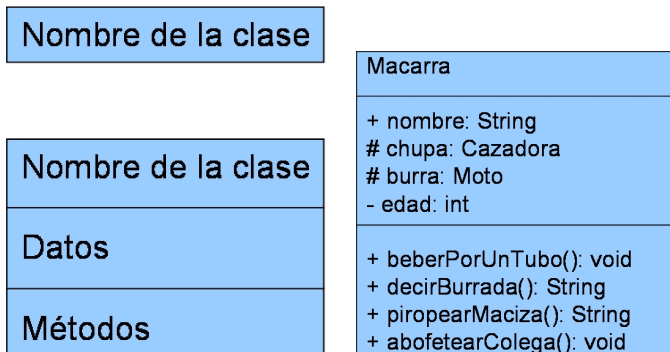 Nombre de la clase
Nombre de la clase
Datos
Métodos
Macarra
+ nombre: String
# chupa: Cazadora
# burra: Moto
- edad: int
+ beberPorUnTubo(): void
+ decirBurrada(): String
+ piropearMaciza(): String
+ abofetearColega(): void